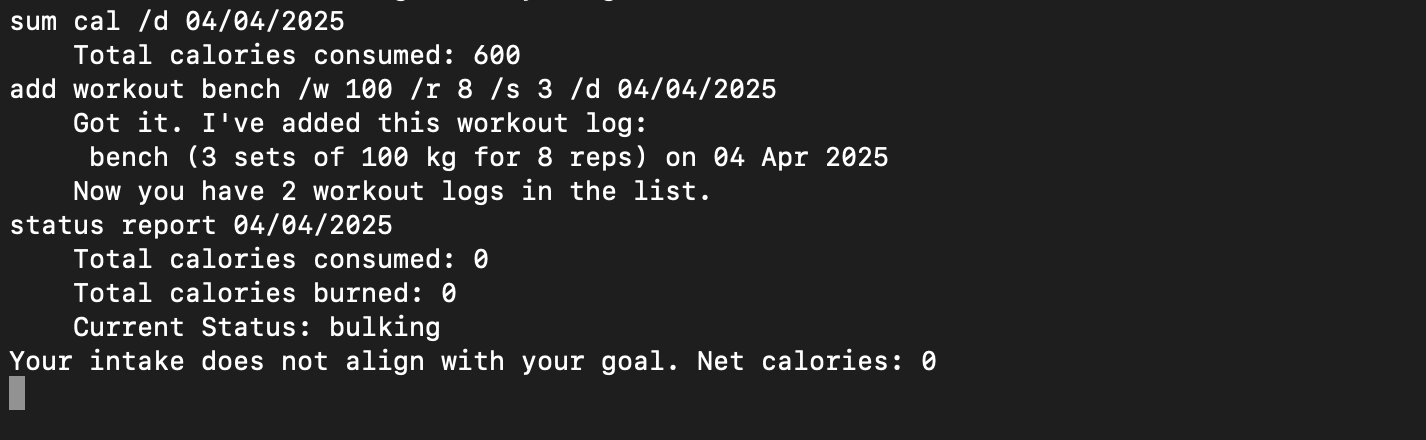 sum cal /d 04/04/2025
Total calories consumed: 600
add workout bench /w 100 /r 8 /s 3 /d 04/04/2025
Got it. I've added this workout log:
bench (3 sets of 100 kg for 8 reps) on 04 Apr 2025
Now you have 2 workout logs in the list.
status report 04/04/2025
Total calories consumed: 0
Total calories burned: 0
Current Status: bulking
Your intake does not align with your goal. Net calories: 0